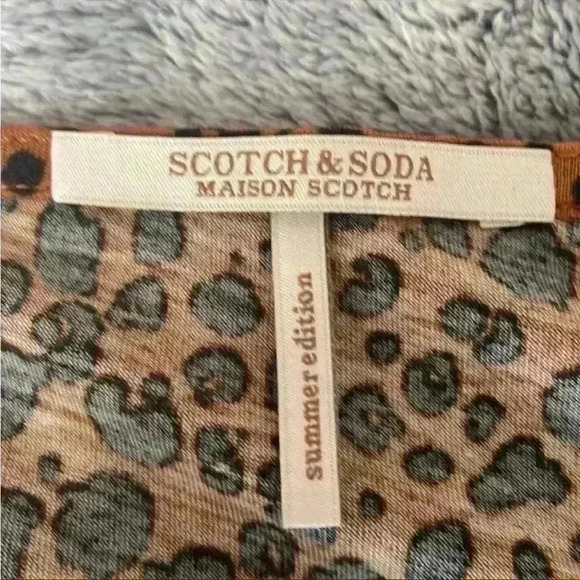 SCOTCH & SODA
MAISON SCOTCH
summer edition